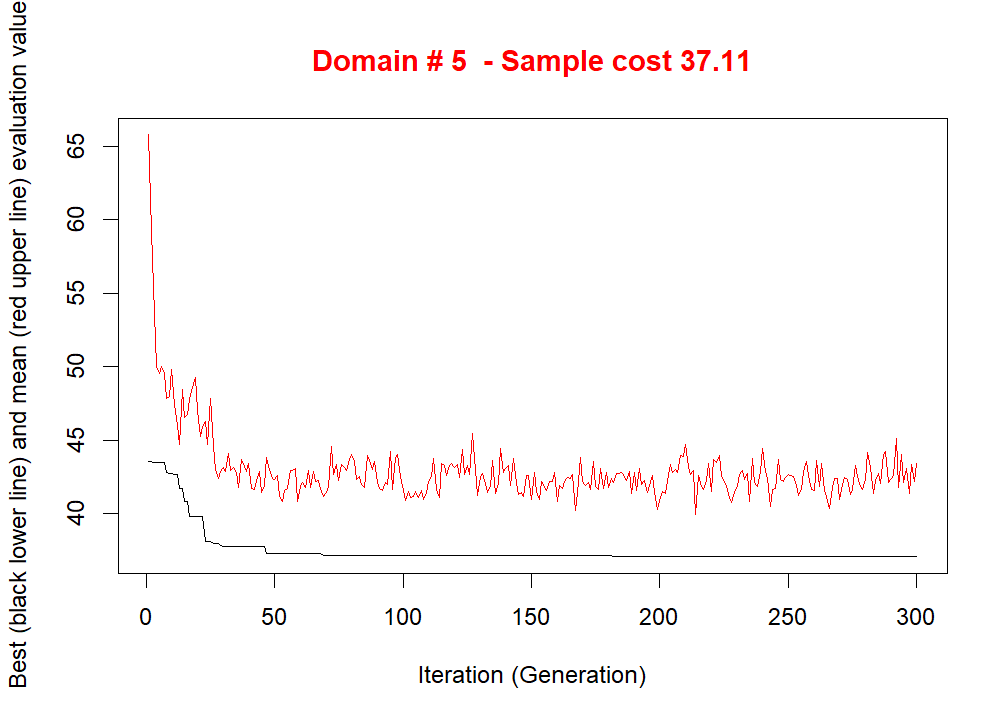 Domain # 5  - Sample cost 37.11
Best (black lower line) and mean (red upper line) evaluation value
65
60
55
50
45
40
0 50 100 150 200 250 300
Iteration (Generation)